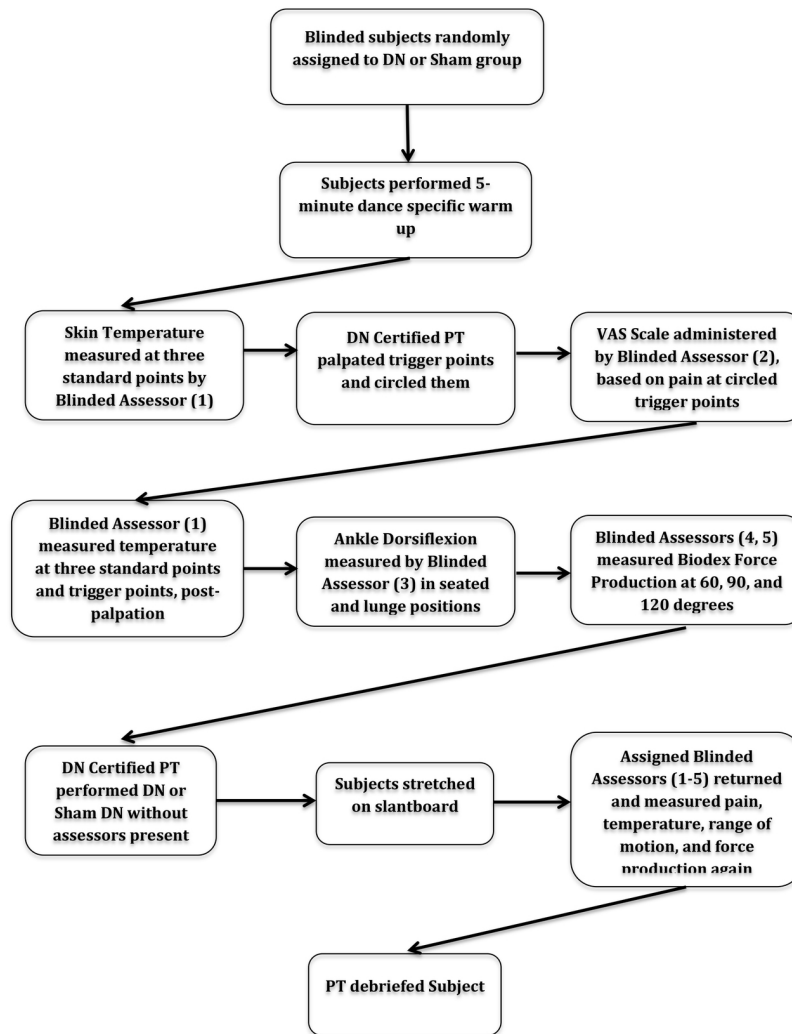 Blinded subjects randomly
assigned to DN or Sham group
Subjects performed 5-
minute dance specific warm
up
Skin Temperature
measured at three
standard points by
Blinded Assessor (1)
DN Certified PT
palpated trigger points
and circled them
VAS Scale administered
by Blinded Assessor (2),
based on pain at circled
trigger points
Blinded Assessor (1)
measured temperature
at three standard points
and trigger points, post-
palpation
Ankle Dorsiflexion
measured by Blinded
Assessor (3) in seated
and lunge positions
Blinded Assessors (4, 5)
measured Biodex Force
Production at 60, 90, and
120 degrees
DN Certified PT
performed DN or
Sham DN without
assessors present
Subjects stretched
on slantboard
Assigned Blinded
Assessors (1-5) returned
and measured pain,
temperature, range of
motion, and force
production again
PT debriefed Subject